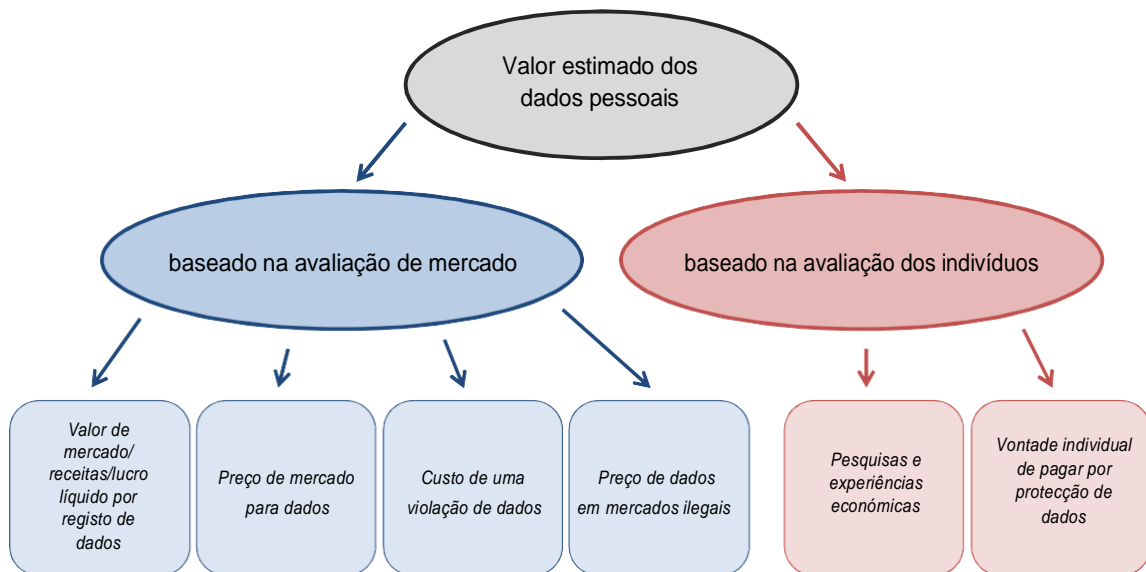 Valor estimado dos
dados pessoais
baseado na avaliação de mercado
baseado na avaliação dos indivíduos
Valor de
mercado/
receitas/lucro
líquido por
registo de
dados
Preço de mercado
para dados
Custo de uma
violação de dados
Preço de dados
em mercados ilegais
Pesquisas e
experiências
económicas
Vontade individual
de pagar por
protecção de
dados